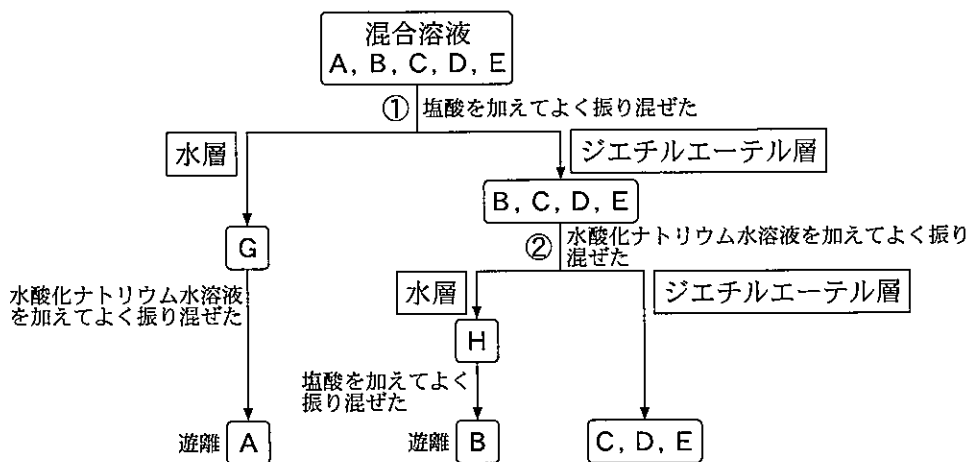 混合溶液
A, B, C, D, E
① 塩酸を加えてよく振り混ぜた
水層
ジエチルエーテル層
B, C, D, E
G
② 水酸化ナトリウム水溶液を加えてよく振り
混ぜた
水酸化ナトリウム水溶液
を加えてよく振り混ぜた
水層
ジエチルエーテル層
H
塩酸を加えてよく
振り混ぜた
遊離 A
遊離 B
C, D, E